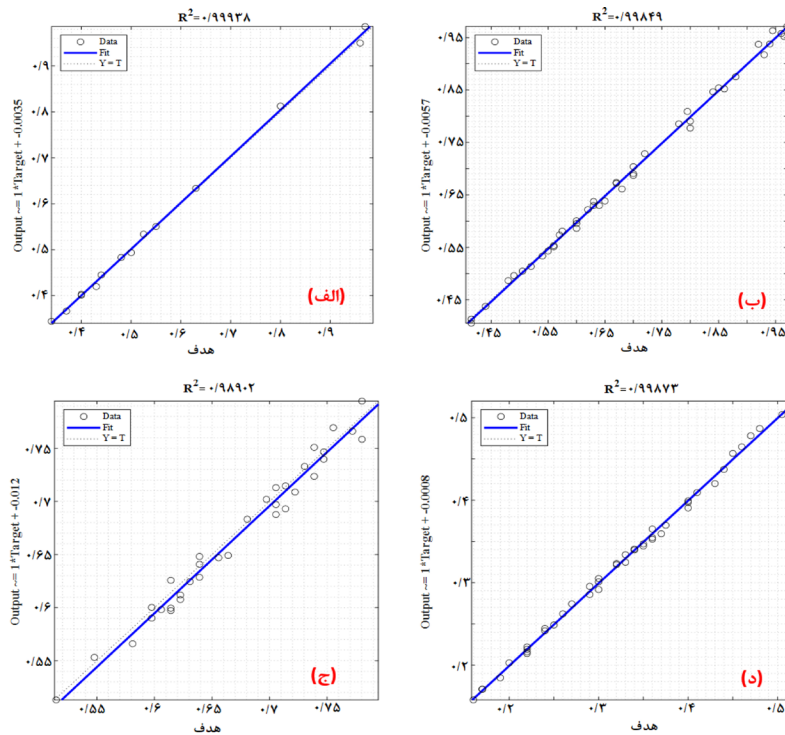 R²=۰/۹۹۹۳۸
Data
Fit
Y = T
Output ~= 1*Target + -0.0035
۰/۹
۰/۸
۰/۷
۰/۶
۰/۵
۰/۴
(الف)
۰/۴ ۰/۵ ۰/۶ ۰/۷ ۰/۸ ۰/۹
هدف
R²=۰/۹۹۸۴۹
Data
Fit
Y = T
Output ~= 1*Target + -0.0057
۰/۹۵
۰/۸۵
۰/۷۵
۰/۶۵
۰/۵۵
۰/۴۵
(ب)
۰/۴۵ ۰/۵۵ ۰/۶۵ ۰/۷۵ ۰/۸۵ ۰/۹۵
هدف
R²=۰/۹۸۹۰۲
Data
Fit
Y = T
Output ~= 1*Target + -0.012
۰/۷۵
۰/۷
۰/۶۵
۰/۶
۰/۵۵
(ج)
۰/۵۵ ۰/۶ ۰/۶۵ ۰/۷ ۰/۷۵
هدف
R²=۰/۹۹۸۷۳
Data
Fit
Y = T
Output ~= 1*Target + -0.0008
۰/۵
۰/۴
۰/۳
۰/۲
(د)
۰/۲ ۰/۳ ۰/۴ ۰/۵
هدف